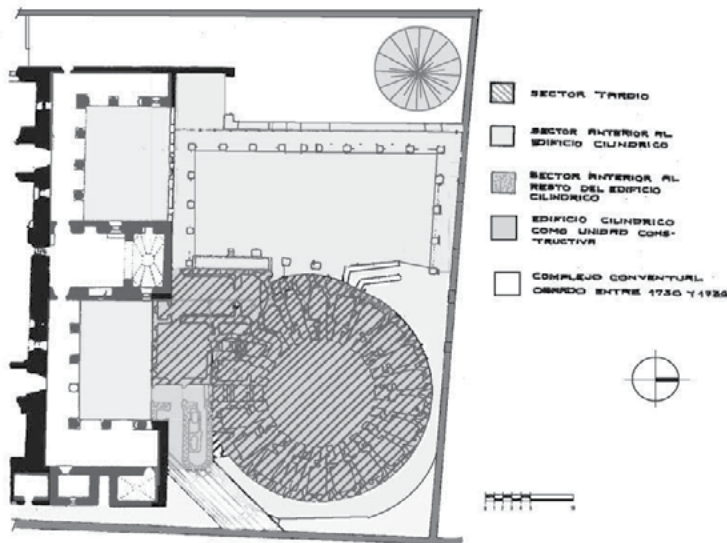 SECTOR TARDIO
SECTOR ANTERIOR AL
EDIFICIO CILINDRICO
SECTOR ANTERIOR AL
RESTO DEL EDIFICIO
CILINDRICO
EDIFICIO CILINDRICO
COMO UNIDAD CONS-
TRUCTIVA
COMPLEJO CONVENTUAL
OBRADO ENTRE 1730 Y